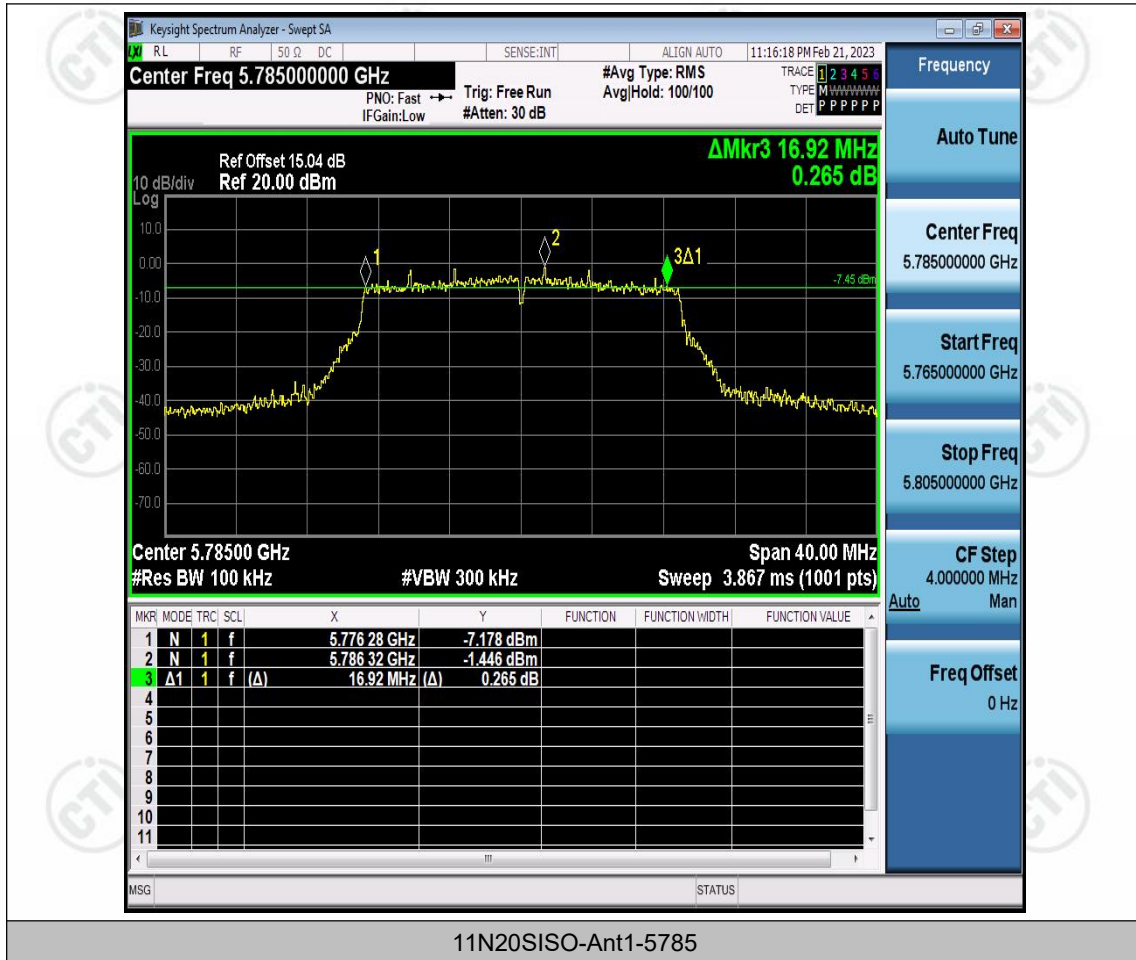 Keysight Spectrum Analyzer - Swept SA
LXI RL RF 50 Ω DC SENSE:INT ALIGN AUTO 11:16:18 PM Feb 21, 2023
Center Freq 5.785000000 GHz
PNO: Fast
IFGain:Low
Trig: Free Run
#Atten: 30 dB
#Avg Type: RMS
Avg|Hold: 100/100
TRACE 1 2 3 4 5 6
TYPE M WWWWW
DET P P P P P P
Frequency
Auto Tune
Center Freq
5.785000000 GHz
Start Freq
5.765000000 GHz
Stop Freq
5.805000000 GHz
CF Step
4.000000 MHz
Auto Man
Freq Offset
0 Hz
ΔMkr3 16.92 MHz
0.265 dB
Ref Offset 15.04 dB
10 dB/div Ref 20.00 dBm
Log
10.0
0.00
-10.0
-20.0
-30.0
-40.0
-50.0
-60.0
-70.0
1
2
3Δ1
-7.45 dBm
Center 5.78500 GHz Span 40.00 MHz
#Res BW 100 kHz #VBW 300 kHz Sweep 3.867 ms (1001 pts)
MKR MODE TRC SCL X Y FUNCTION FUNCTION WIDTH FUNCTION VALUE
1 N 1 f 5.776 28 GHz -7.178 dBm
2 N 1 f 5.786 32 GHz -1.446 dBm
3 Δ1 1 f (Δ) 16.92 MHz (Δ) 0.265 dB
4
5
6
7
8
9
10
11
MSG STATUS
11N20SISO-Ant1-5785
CTI
CTI
CTI
CTI
CTI
CTI